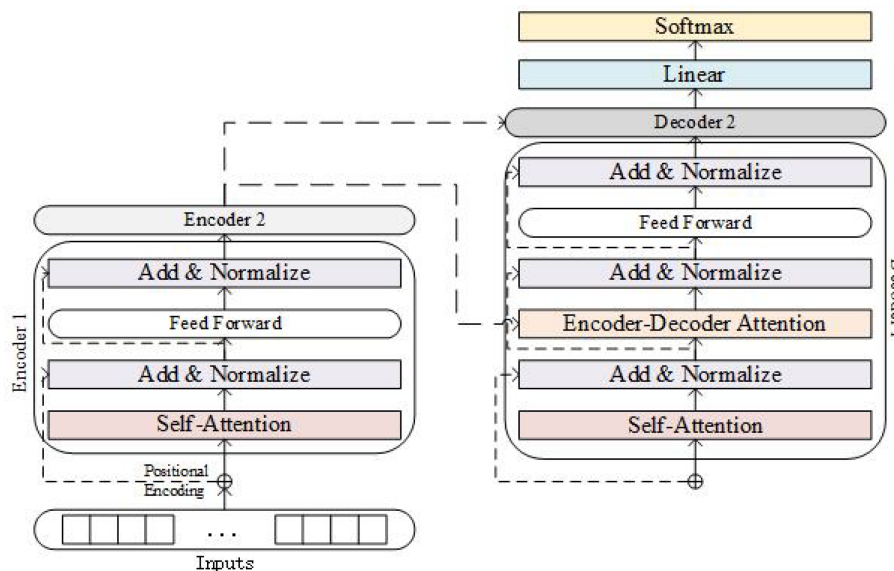 Softmax
Linear
Decoder 2
Add & Normalize
Feed Forward
Add & Normalize
Encoder-Decoder Attention
Add & Normalize
Self-Attention
Encoder 2
Add & Normalize
Feed Forward
Add & Normalize
Self-Attention
Encoder 1
Positional
Encoding
...
Inputs